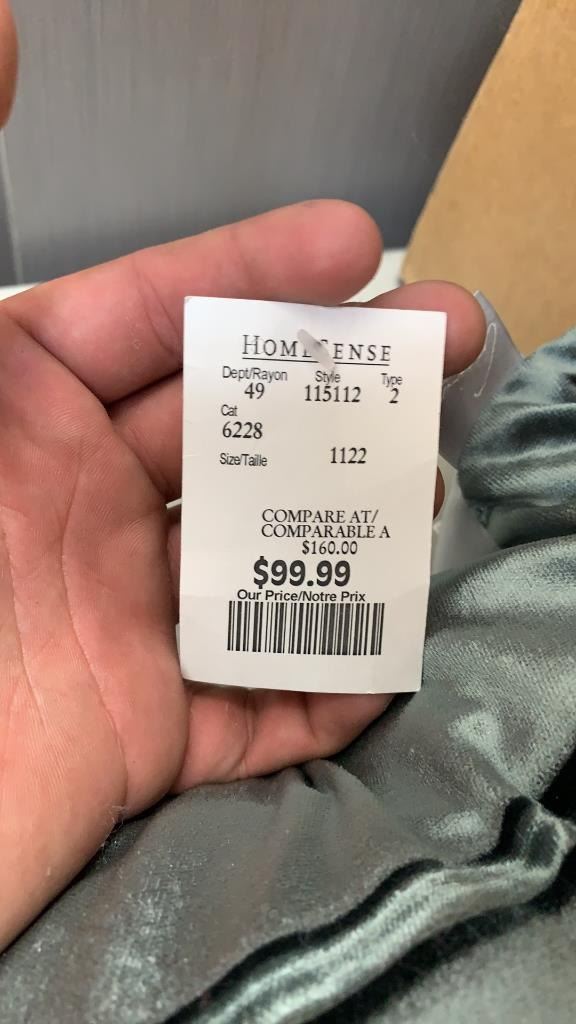 HOMESENSE
Dept/Rayon Style Type
49 115112 2
Cat
6228
Size/Taille 1122
COMPARE AT/
COMPARABLE A
$160.00
$99.99
Our Price/Notre Prix